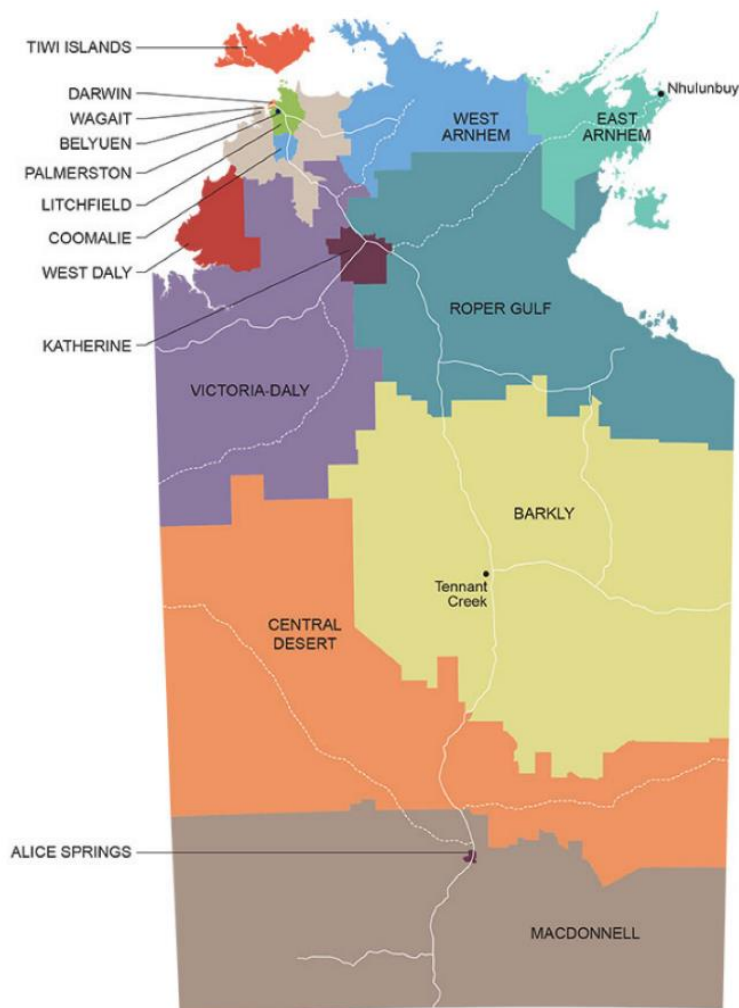 TIWI ISLANDS
DARWIN
WAGAIT
BELYUEN
PALMERSTON
LITCHFIELD
COOMALIE
WEST DALY
KATHERINE
WEST
ARNHEM
EAST
ARNHEM
Nhulunbuy
ROPER GULF
VICTORIA-DALY
BARKLY
Tennant
Creek
CENTRAL
DESERT
ALICE SPRINGS
MACDONNELL